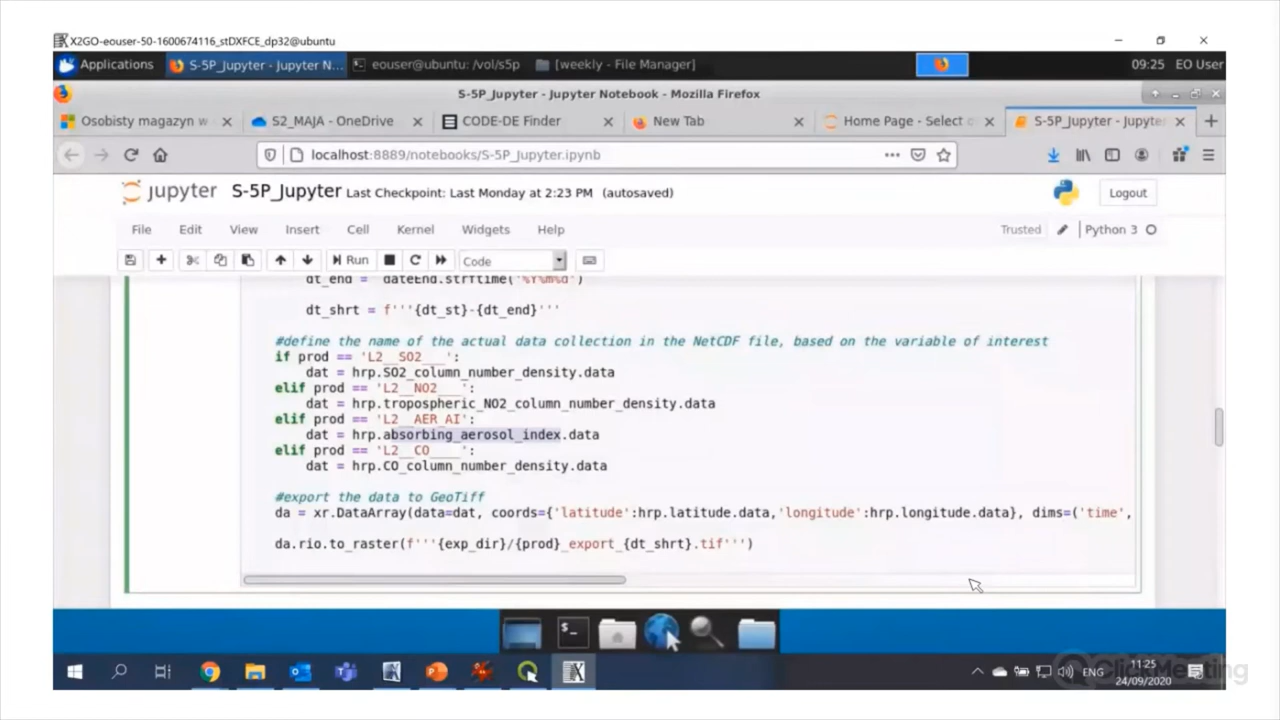 X2GO-eouser-50-1600674116_stDXFCE_dp32@ubuntu
Applications S-5P_Jupyter - Jupyter N... eouser@ubuntu: /vol/s5p [weekly - File Manager] 09:25 EO User
S-5P_Jupyter - Jupyter Notebook - Mozilla Firefox
Osobisty magazyn w S2_MAJA - OneDrive CODE-DE Finder New Tab Home Page - Select S-5P_Jupyter - Jupyte
localhost:8889/notebooks/S-5P_Jupyter.ipynb
Jupyter S-5P_Jupyter Last Checkpoint: Last Monday at 2:23 PM (autosaved) Logout
File Edit View Insert Cell Kernel Widgets Help Trusted Python 3
Run Code
dt_end = dateEnd.strftime('%Y%m%d')
dt_shrt = f'''{dt_st}-{dt_end}'''
#define the name of the actual data collection in the NetCDF file, based on the variable of interest
if prod == 'L2__SO2___':
dat = hrp.SO2_column_number_density.data
elif prod == 'L2__NO2___':
dat = hrp.tropospheric_NO2_column_number_density.data
elif prod == 'L2__AER_AI':
dat = hrp.absorbing_aerosol_index.data
elif prod == 'L2__CO____':
dat = hrp.CO_column_number_density.data
#export the data to GeoTiff
da = xr.DataArray(data=dat, coords={'latitude':hrp.latitude.data,'longitude':hrp.longitude.data}, dims=('time',
da.rio.to_raster(f'''{exp_dir}/{prod}_export_{dt_shrt}.tif''')
ENG 11:25
24/09/2020
ClickMeeting